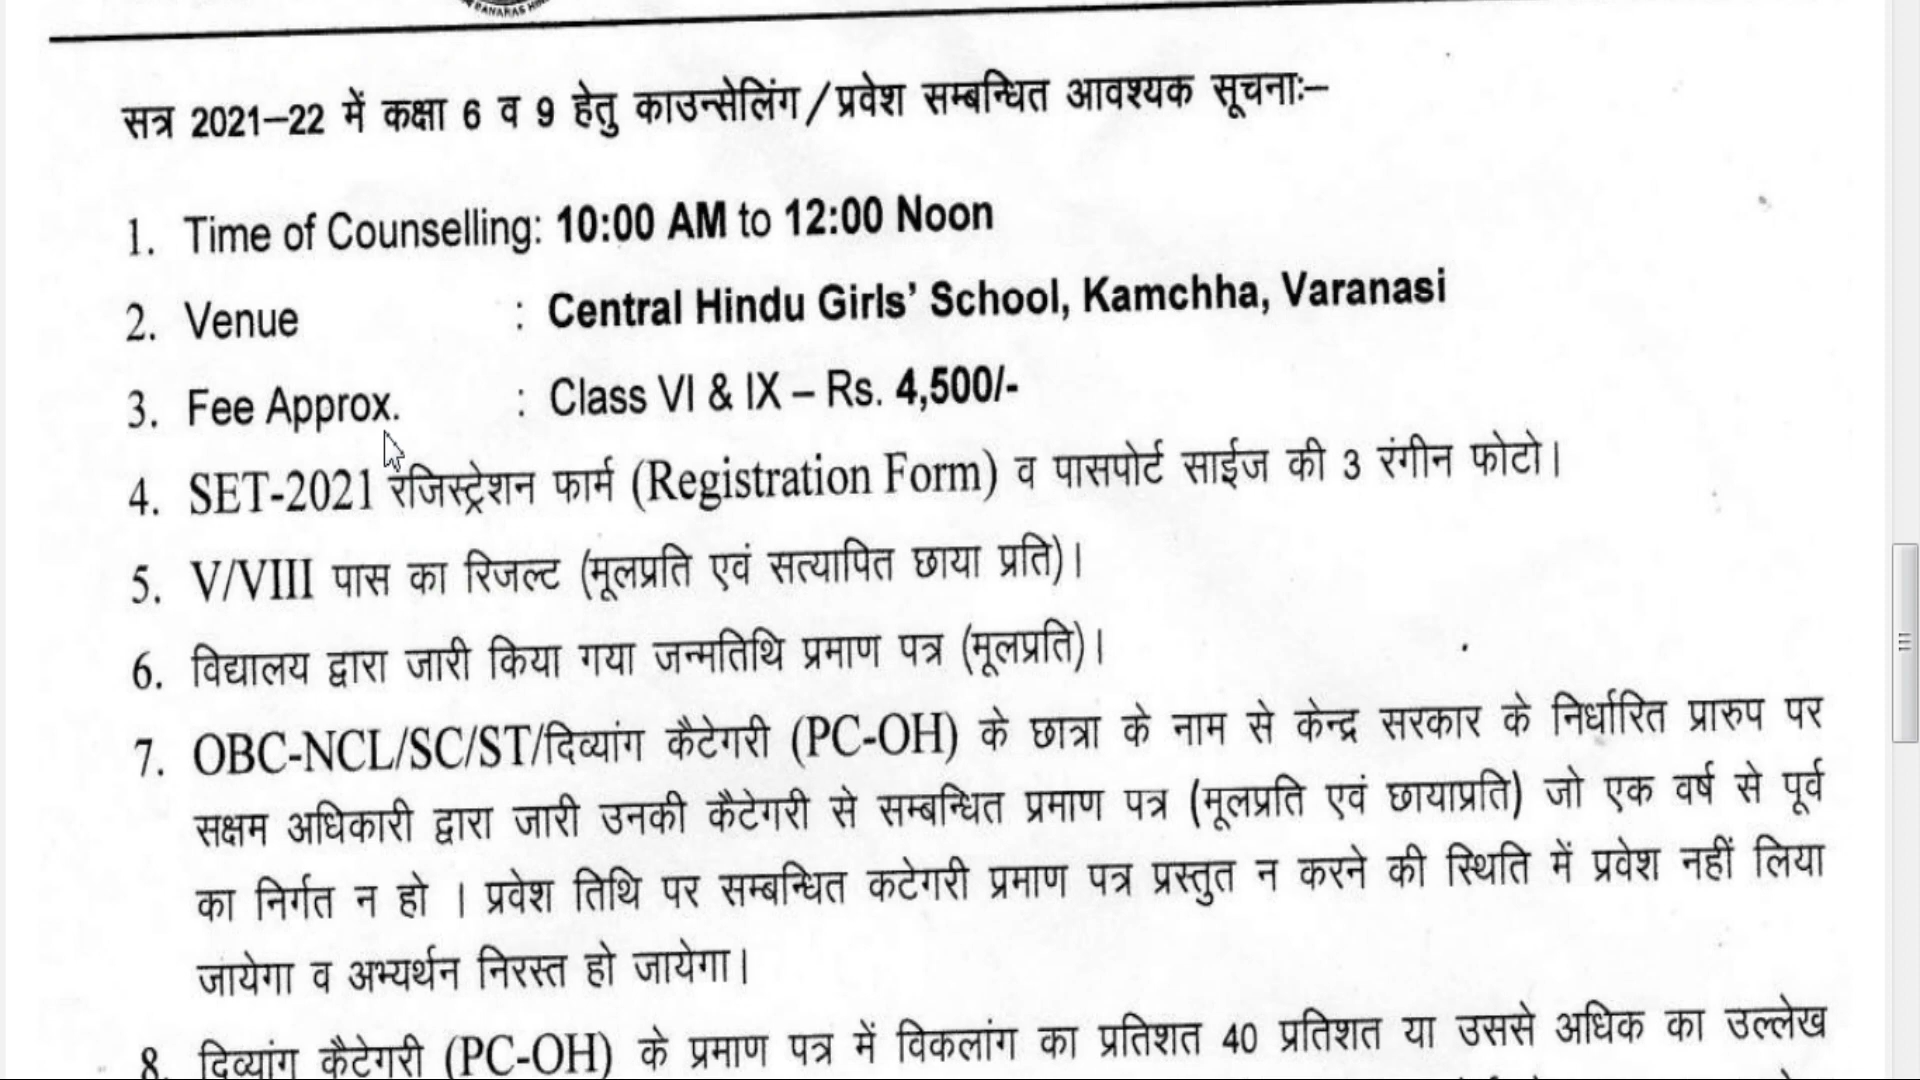 BANARAS HIN
सत्र 2021–22 में कक्षा 6 व 9 हेतु काउन्सेलिंग/प्रवेश सम्बन्धित आवश्यक सूचनाः–
1. Time of Counselling: 10:00 AM to 12:00 Noon
2. Venue : Central Hindu Girls’ School, Kamchha, Varanasi
3. Fee Approx. : Class VI & IX – Rs. 4,500/-
4. SET-2021 रजिस्ट्रेशन फार्म (Registration Form) व पासपोर्ट साईज की 3 रंगीन फोटो।
5. V/VIII पास का रिजल्ट (मूलप्रति एवं सत्यापित छाया प्रति)।
6. विद्यालय द्वारा जारी किया गया जन्मतिथि प्रमाण पत्र (मूलप्रति)।
7. OBC-NCL/SC/ST/दिव्यांग कैटेगरी (PC-OH) के छात्रा के नाम से केन्द्र सरकार के निर्धारित प्रारुप पर
सक्षम अधिकारी द्वारा जारी उनकी कैटेगरी से सम्बन्धित प्रमाण पत्र (मूलप्रति एवं छायाप्रति) जो एक वर्ष से पूर्व
का निर्गत न हो । प्रवेश तिथि पर सम्बन्धित कटेगरी प्रमाण पत्र प्रस्तुत न करने की स्थिति में प्रवेश नहीं लिया
जायेगा व अभ्यर्थन निरस्त हो जायेगा।
8. दिव्यांग कैटेगरी (PC-OH) के प्रमाण पत्र में विकलांग का प्रतिशत 40 प्रतिशत या उससे अधिक का उल्लेख